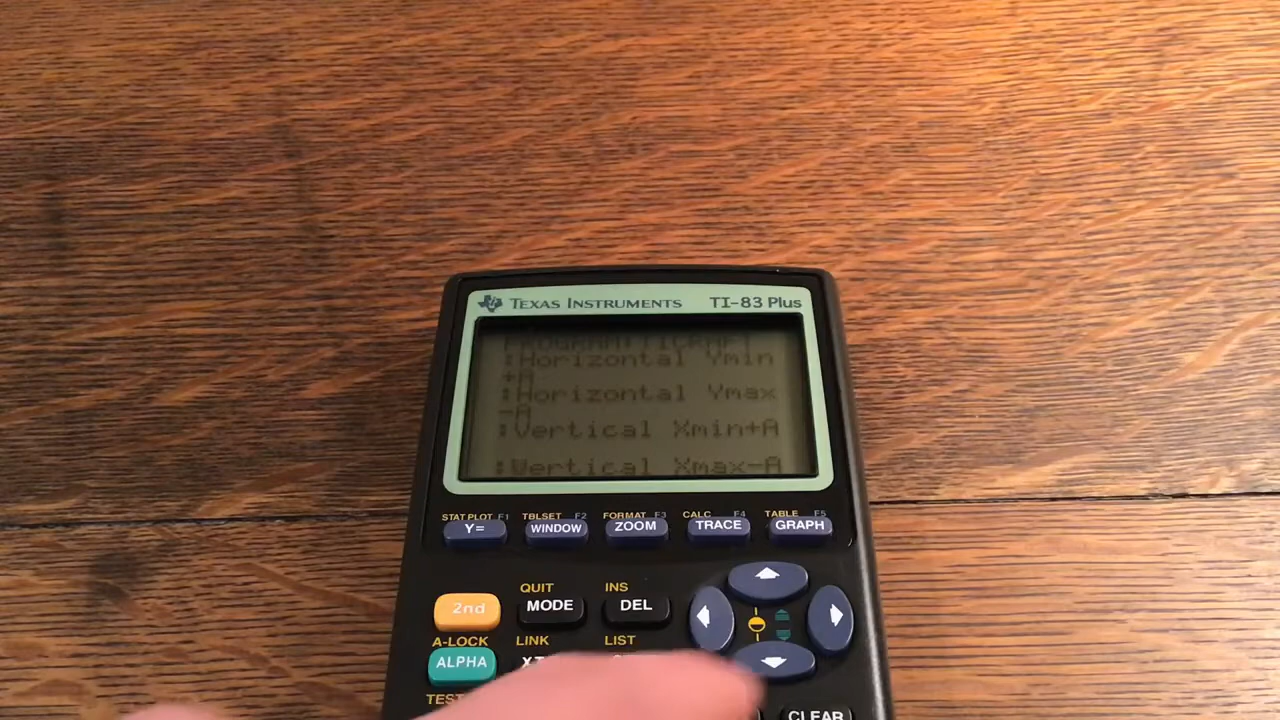 TEXAS INSTRUMENTS TI-83 Plus
:Horizontal Ymin
+A
:Horizontal Ymax
-A
:Vertical Xmin+A
:Vertical Xmax-A
STAT PLOT F1 TBLSET F2 FORMAT F3 CALC F4 TABLE F5
Y= WINDOW ZOOM TRACE GRAPH
QUIT INS
2nd MODE DEL
A-LOCK LINK LIST
ALPHA
TEST
CLEAR